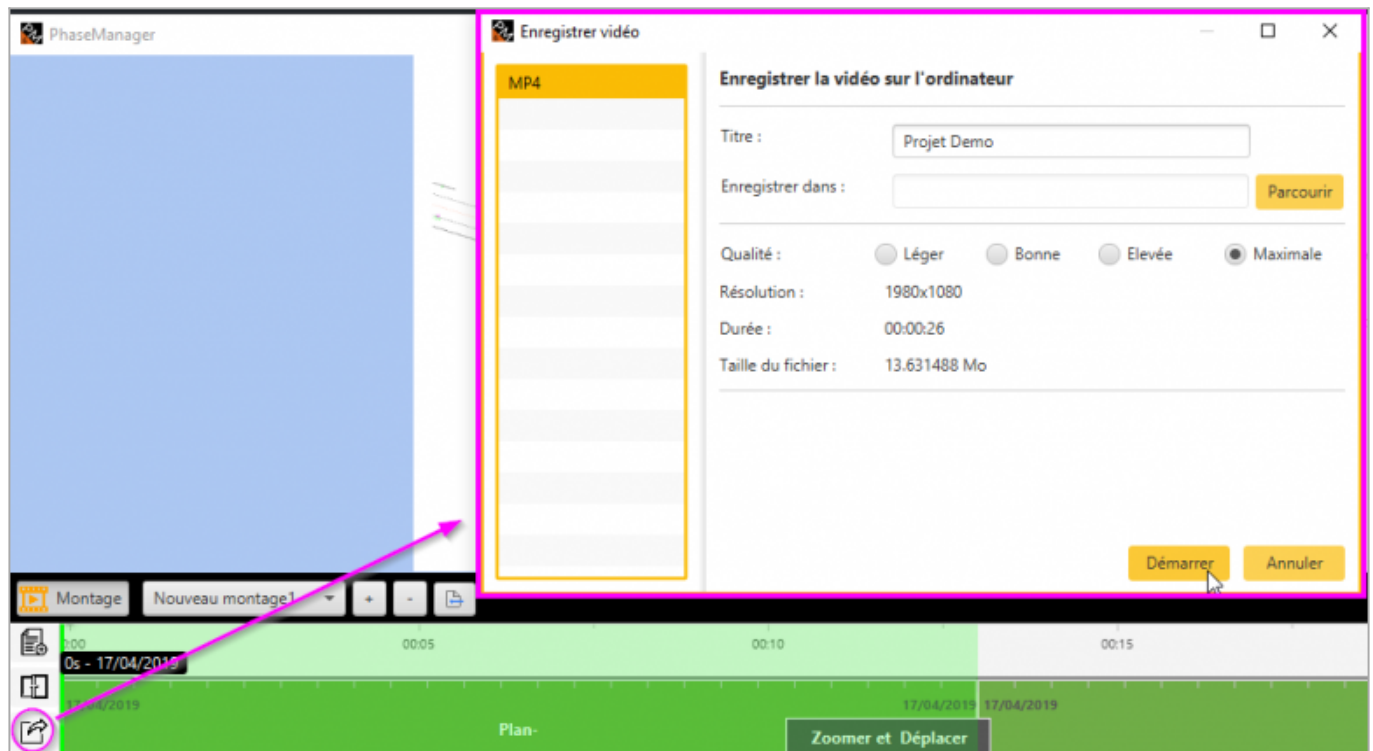 PhaseManager
Enregistrer vidéo
MP4
Enregistrer la vidéo sur l'ordinateur
Titre :
Projet Demo
Enregistrer dans :
Parcourir
Qualité :
Léger
Bonne
Elevée
Maximale
Résolution :
1980x1080
Durée :
00:00:26
Taille du fichier :
13.631488 Mo
Démarrer
Annuler
Montage
Nouveau montage1
+
-
00:05
00:10
00:15
0s - 17/04/2019
17/04/2019
17/04/2019
17/04/2019
Plan-
Zoomer et Déplacer